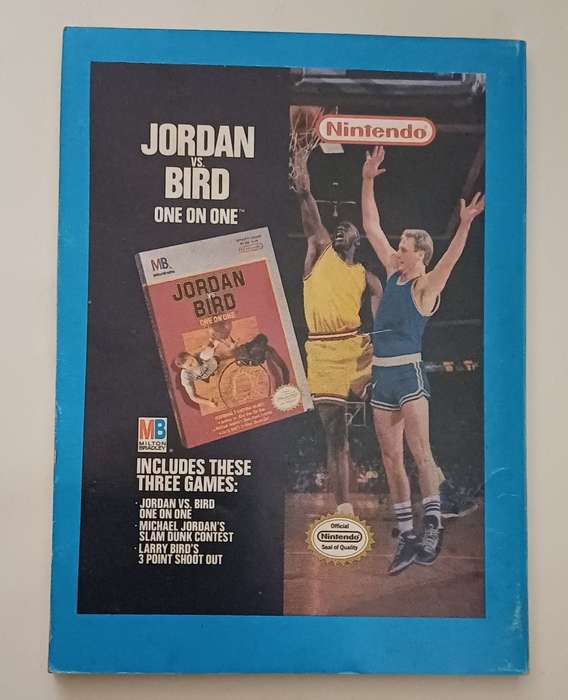 JORDAN
VS.
BIRD
ONE ON ONE™
Nintendo®
MB
JORDAN
BIRD
ONE ON ONE
MB
MILTON
BRADLEY
INCLUDES THESE
THREE GAMES:
· JORDAN VS. BIRD
ONE ON ONE
· MICHAEL JORDAN'S
SLAM DUNK CONTEST
· LARRY BIRD'S
3 POINT SHOOT OUT
Official
Nintendo
Seal of Quality